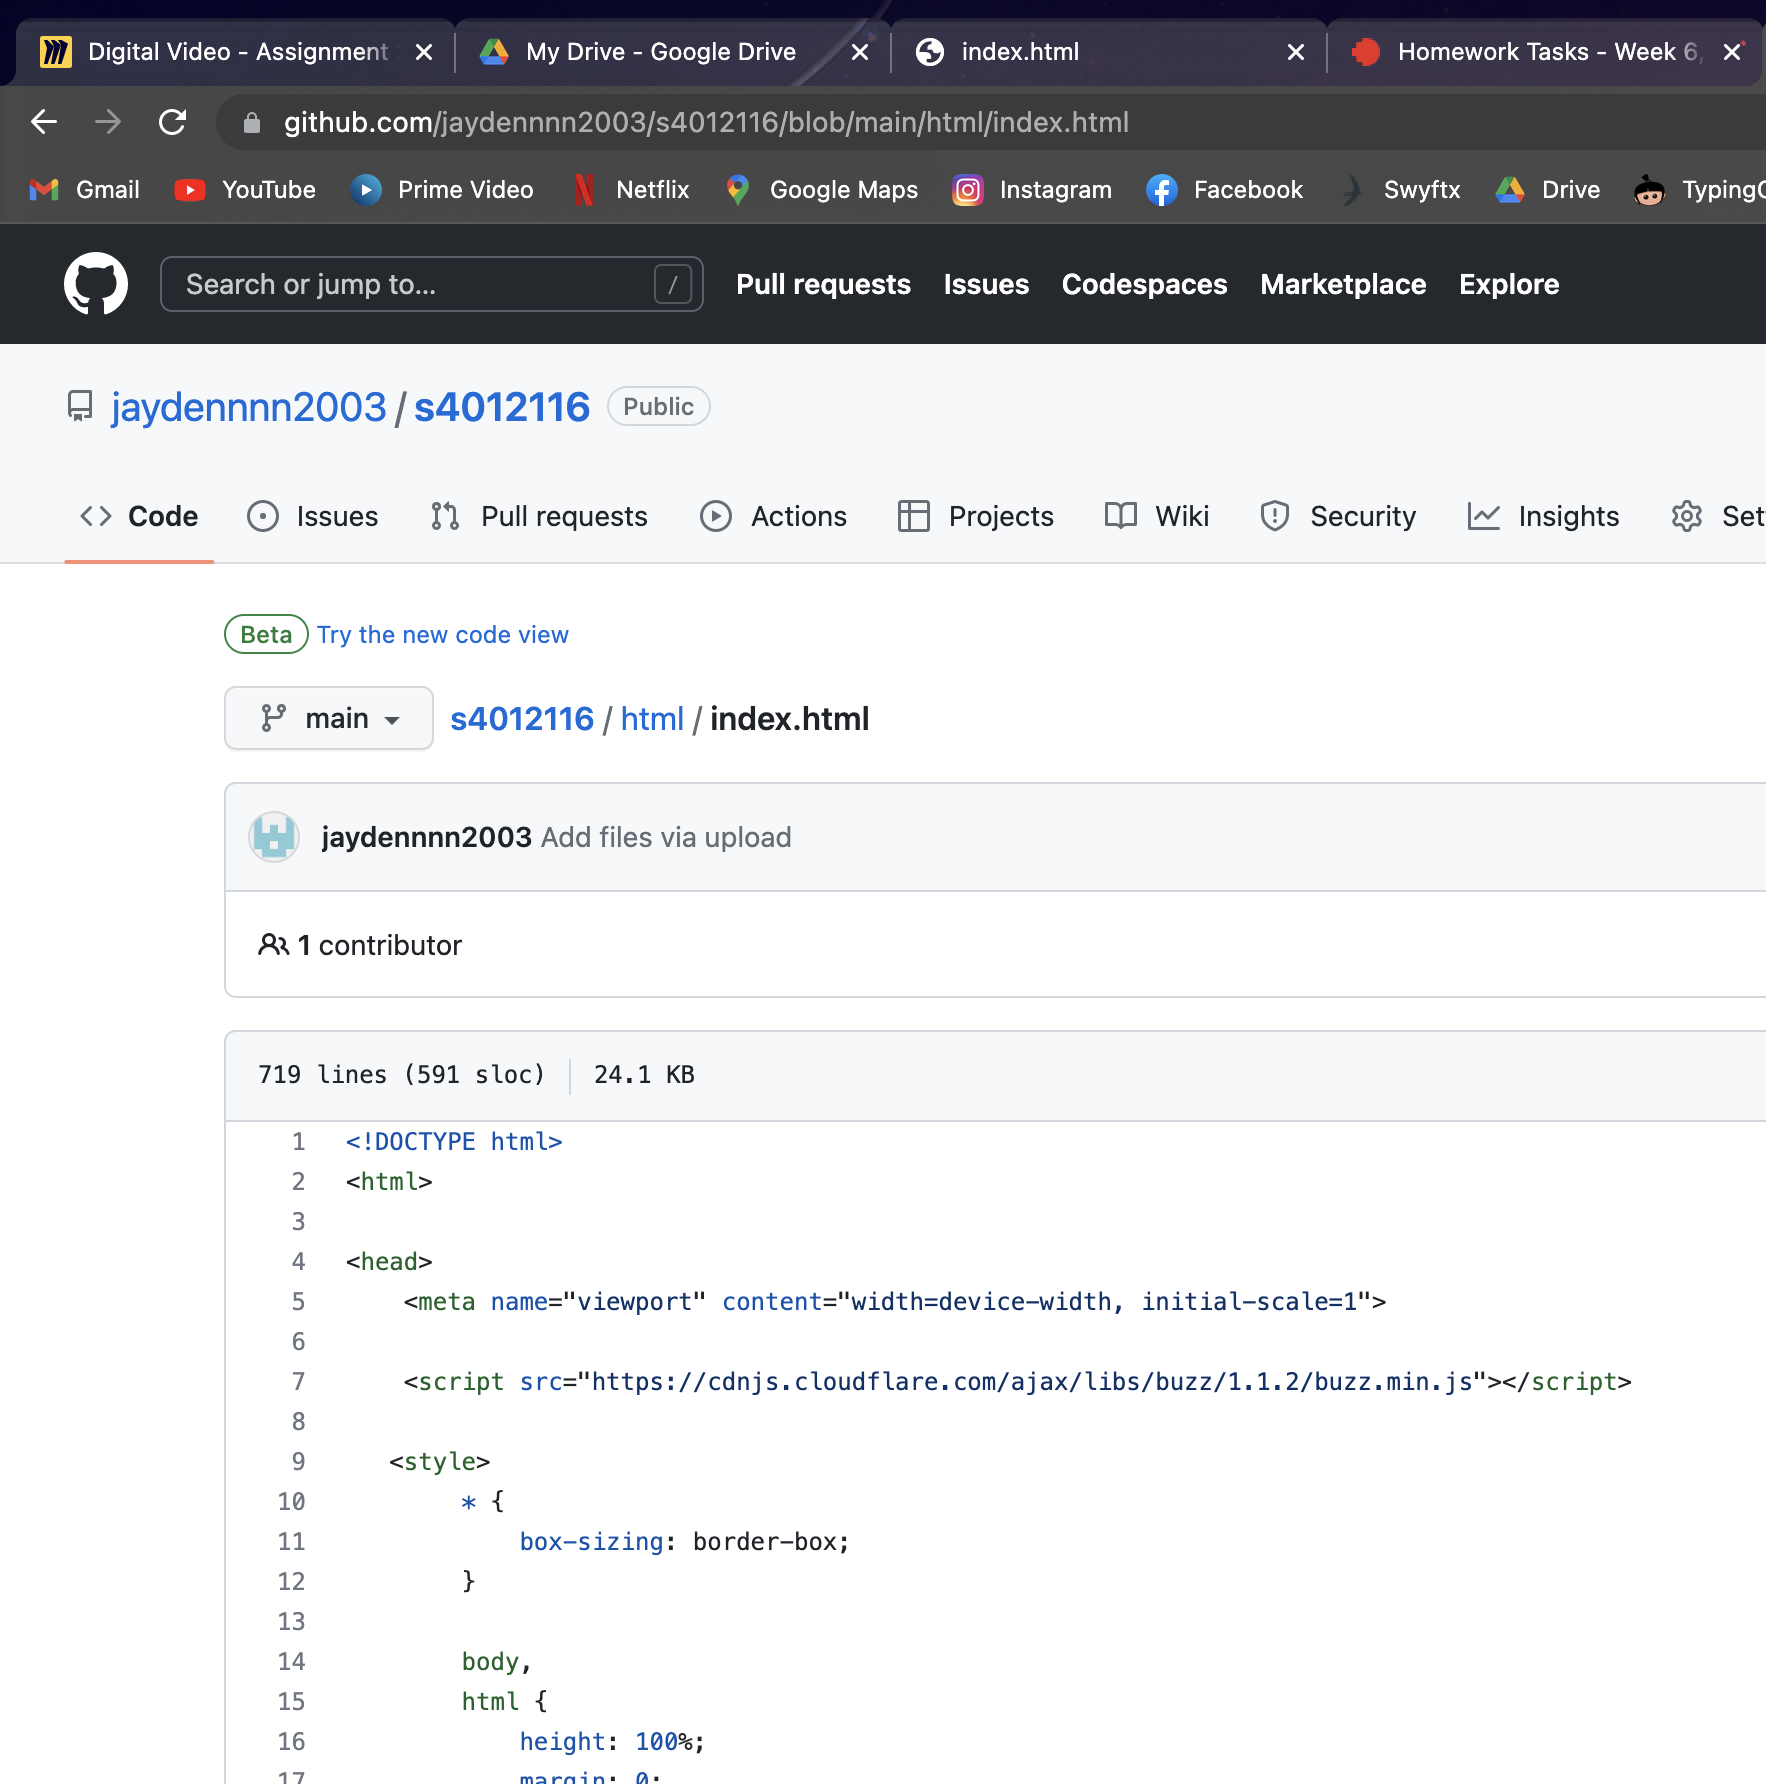 Digital Video - Assignment
My Drive - Google Drive
index.html
Homework Tasks - Week 6,
github.com/jaydennnn2003/s4012116/blob/main/html/index.html
Gmail YouTube Prime Video Netflix Google Maps Instagram Facebook Swyftx Drive TypingC
Search or jump to... / Pull requests Issues Codespaces Marketplace Explore
jaydennnn2003 / s4012116 Public
<> Code Issues Pull requests Actions Projects Wiki Security Insights Set
Beta Try the new code view
main s4012116 / html / index.html
jaydennnn2003 Add files via upload
1 contributor
719 lines (591 sloc) 24.1 KB
1 <!DOCTYPE html>
2 <html>
3
4 <head>
5 <meta name="viewport" content="width=device-width, initial-scale=1">
6
7 <script src="https://cdnjs.cloudflare.com/ajax/libs/buzz/1.1.2/buzz.min.js"></script>
8
9 <style>
10 * {
11 box-sizing: border-box;
12 }
13
14 body,
15 html {
16 height: 100%;
17 margin: 0;